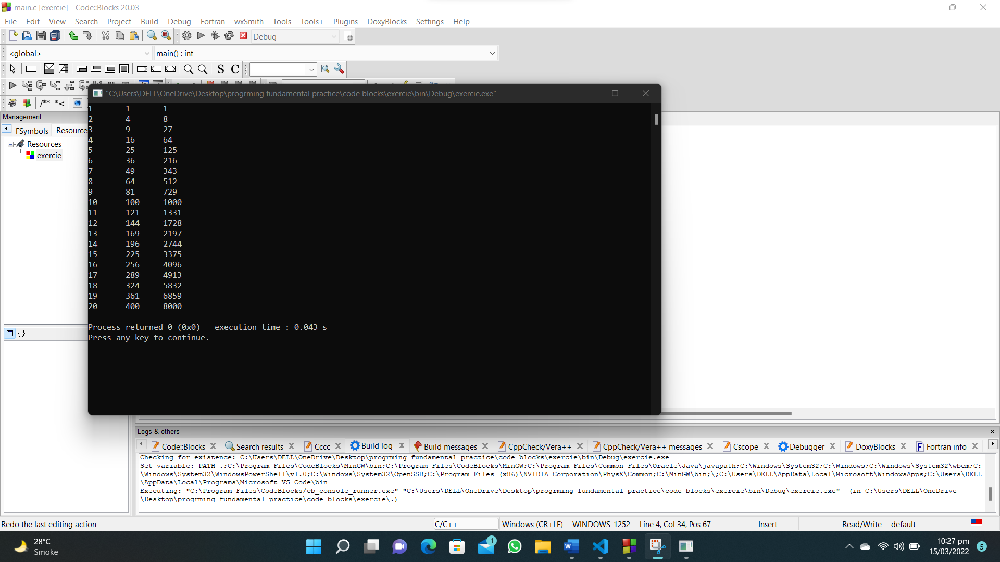 main.c [exercie] - Code::Blocks 20.03
File Edit View Search Project Build Debug Fortran wxSmith Tools Tools+ Plugins DoxyBlocks Settings Help
Debug
<global> main() : int
S C
/** *<
"C:\Users\DELL\OneDrive\Desktop\progrming fundamental practice\code blocks\exercie\bin\Debug\exercie.exe"
Management
FSymbols Resource
Resources
exercie
{}
1 1 1
2 4 8
3 9 27
4 16 64
5 25 125
6 36 216
7 49 343
8 64 512
9 81 729
10 100 1000
11 121 1331
12 144 1728
13 169 2197
14 196 2744
15 225 3375
16 256 4096
17 289 4913
18 324 5832
19 361 6859
20 400 8000
Process returned 0 (0x0) execution time : 0.043 s
Press any key to continue.
Logs & others
Code::Blocks Search results Cccc Build log Build messages CppCheck/Vera++ CppCheck/Vera++ messages Cscope Debugger DoxyBlocks Fortran info
Checking for existence: C:\Users\DELL\OneDrive\Desktop\progrming fundamental practice\code blocks\exercie\bin\Debug\exercie.exe
Set variable: PATH=.;C:\Program Files\CodeBlocks\MinGW\bin;C:\Program Files\CodeBlocks\MinGW;C:\Program Files\Common Files\Oracle\Java\javapath;C:\Windows\System32;C:\Windows;C:\Windows\System32\wbem;C:
\Windows\System32\WindowsPowerShell\v1.0;C:\Windows\System32\OpenSSH;C:\Program Files (x86)\NVIDIA Corporation\PhysX\Common;C:\MinGW\bin;\;C:\Users\DELL\AppData\Local\Microsoft\WindowsApps;C:\Users\DELL
\AppData\Local\Programs\Microsoft VS Code\bin
Executing: "C:\Program Files\CodeBlocks/cb_console_runner.exe" "C:\Users\DELL\OneDrive\Desktop\progrming fundamental practice\code blocks\exercie\bin\Debug\exercie.exe" (in C:\Users\DELL\OneDrive
\Desktop\progrming fundamental practice\code blocks\exercie\.)
Redo the last editing action C/C++ Windows (CR+LF) WINDOWS-1252 Line 4, Col 34, Pos 67 Insert Read/Write default
28°C
Smoke
1
10:27 pm
15/03/2022
5